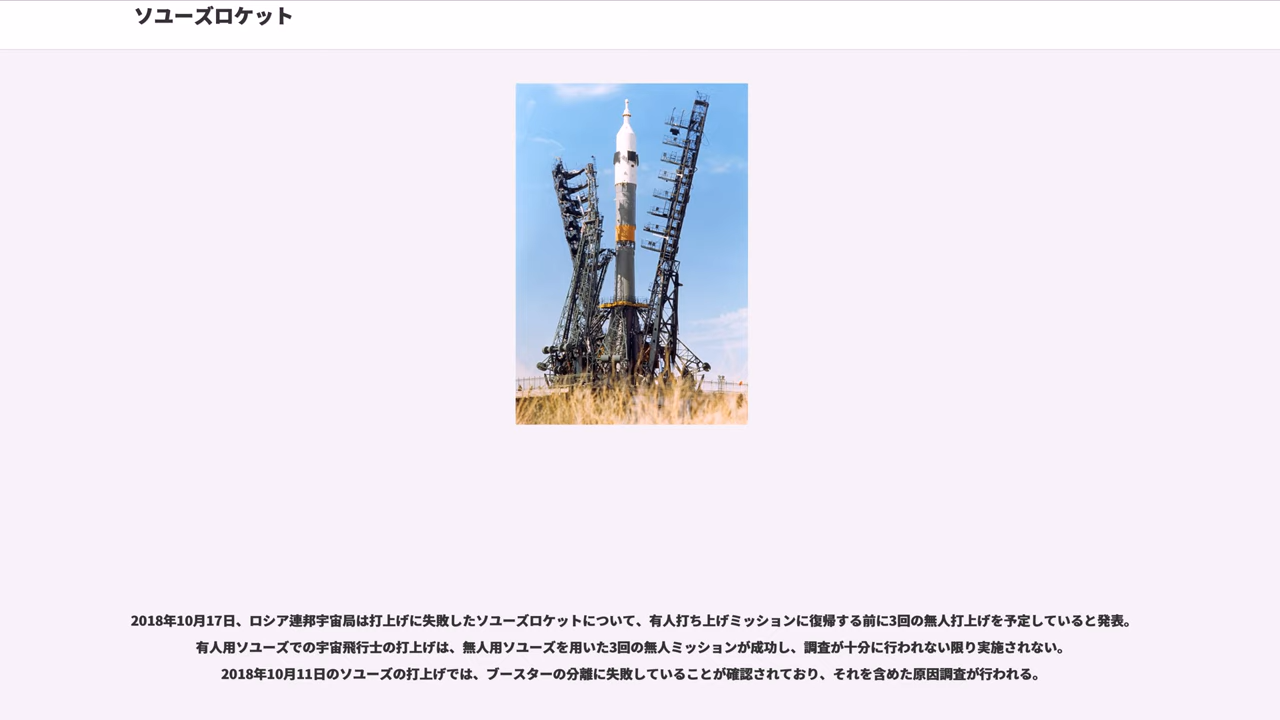 ソユーズロケット
2018年10月17日、ロシア連邦宇宙局は打上げに失敗したソユーズロケットについて、有人打ち上げミッションに復帰する前に3回の無人打上げを予定していると発表。
有人用ソユーズでの宇宙飛行士の打上げは、無人用ソユーズを用いた3回の無人ミッションが成功し、調査が十分に行われない限り実施されない。
2018年10月11日のソユーズの打上げでは、ブースターの分離に失敗していることが確認されており、それを含めた原因調査が行われる。